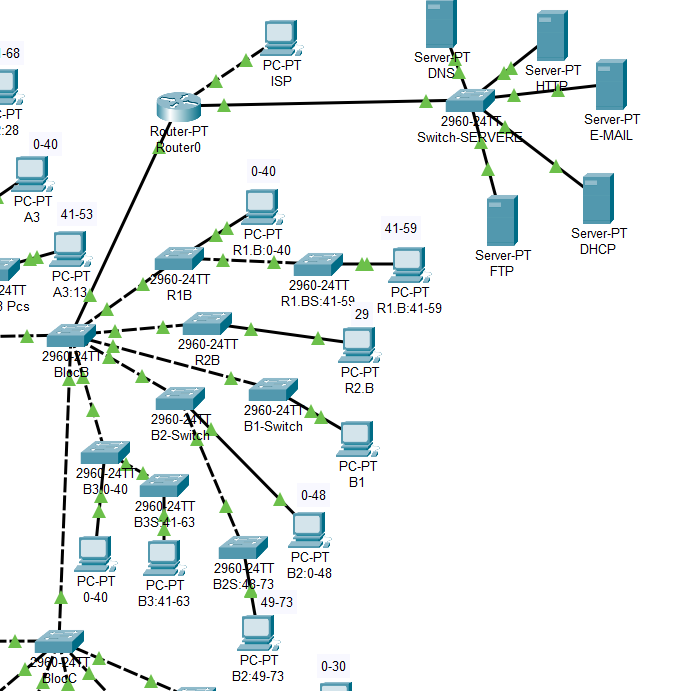 PC-PT
ISP
Server-PT
DNS
Server-PT
HTTP
Server-PT
E-MAIL
2960-24TT
Switch-SERVERE
Router-PT
Router0
Server-PT
DHCP
Server-PT
FTP
-68
C-PT
:28
0-40
PC-PT
A3
41-53
PC-PT
A3:13
24TT
3 Pcs
0-40
PC-PT
R1.B:0-40
2960-24TT
R1B
2960-24TT
R1.BS:41-59
41-59
PC-PT
R1.B:41-59
29
PC-PT
R2.B
2960-24TT
R2B
2960-24TT
BlocB
2960-24TT
B2-Switch
2960-24TT
B1-Switch
PC-PT
B1
2960-24TT
B3:0-40
2960-24TT
B3S:41-63
PC-PT
0-40
PC-PT
B3:41-63
0-48
PC-PT
B2:0-48
2960-24TT
B2S:48-73
49-73
PC-PT
B2:49-73
2960-24TT
BlocC
0-30